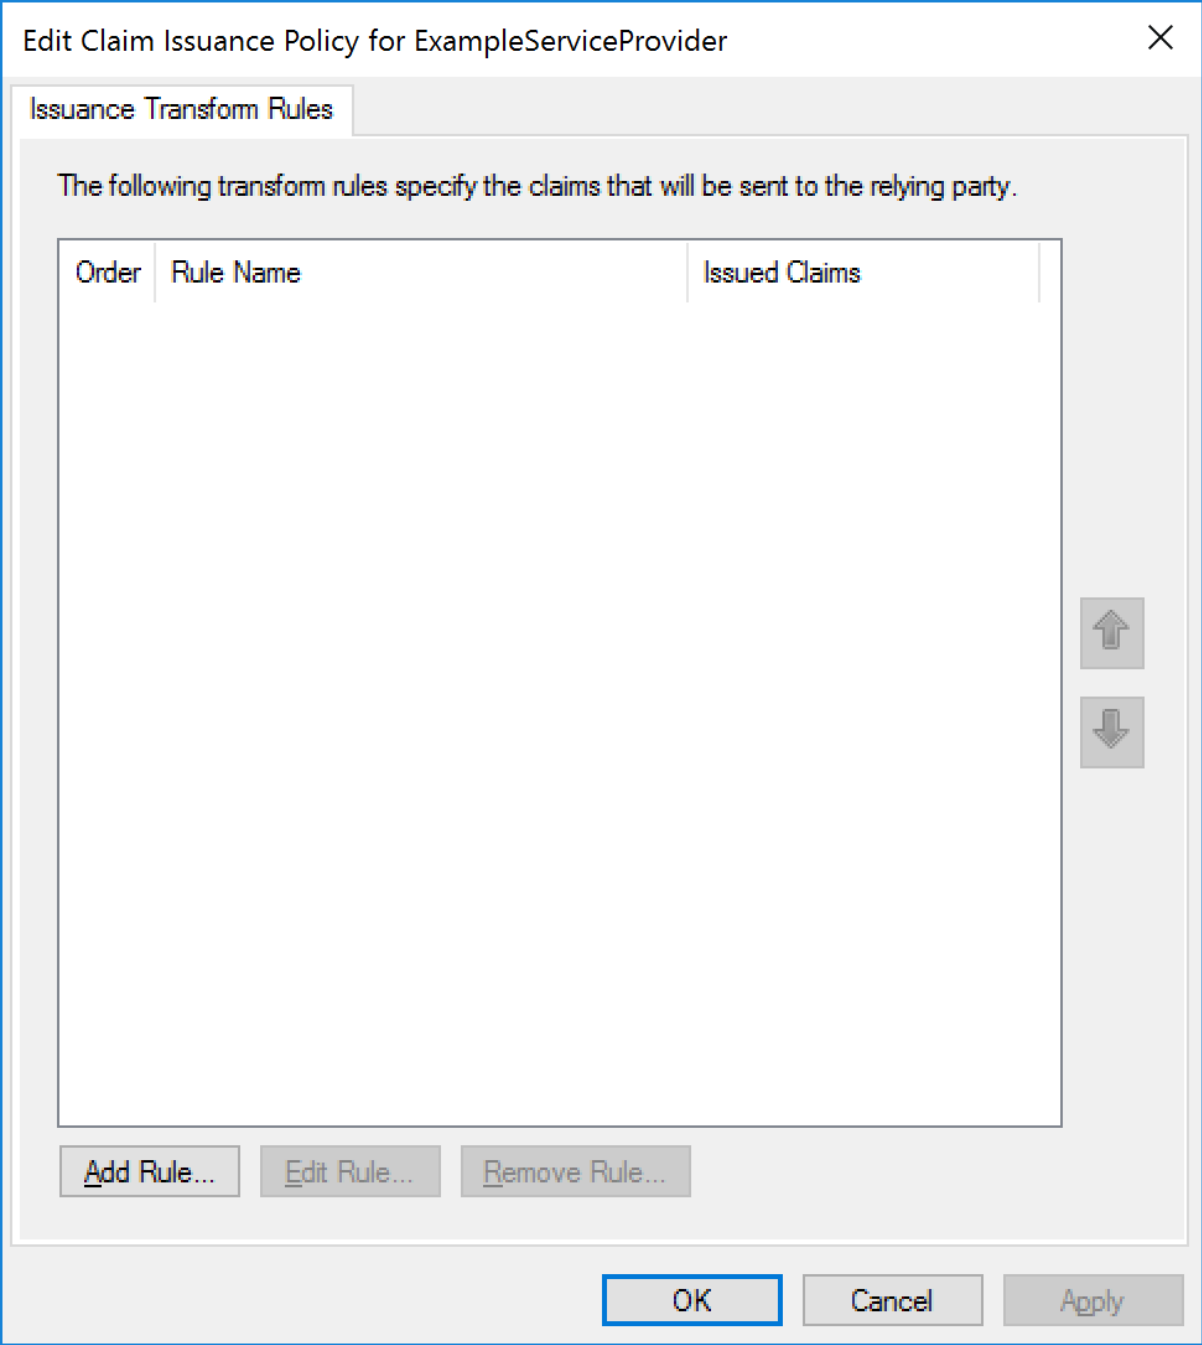 Edit Claim Issuance Policy for ExampleServiceProvider
Issuance Transform Rules
The following transform rules specify the claims that will be sent to the relying party.
Order Rule Name Issued Claims
Add Rule... Edit Rule... Remove Rule...
OK Cancel Apply